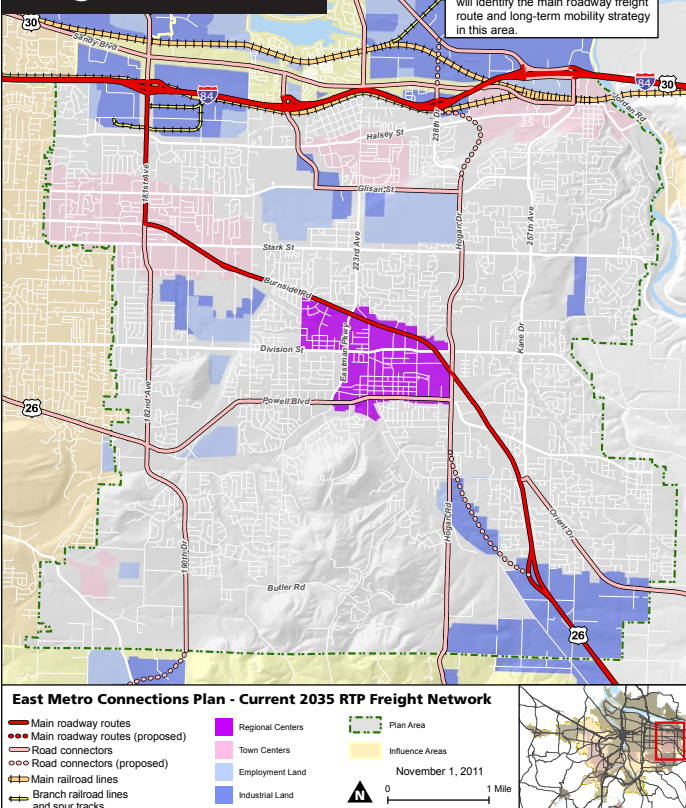 will identify the main roadway freight
route and long-term mobility strategy
in this area.
30
Sandy Blvd
84
84
30
Jordan Rd
238th Dr
Halsey St
181st Ave
Glisan St
Hogan Dr
257th Ave
Stark St
223rd Ave
Burnside Rd
Kane Dr
Division St
Eastman Pkwy
182nd Ave
26
Powell Blvd
Hogan Rd
Orient Dr
190th Dr
Butler Rd
26
East Metro Connections Plan - Current 2035 RTP Freight Network
Main roadway routes
Main roadway routes (proposed)
Road connectors
Road connectors (proposed)
Main railroad lines
Branch railroad lines
and spur tracks
Regional Centers
Town Centers
Employment Land
Industrial Land
Plan Area
Influence Areas
November 1, 2011
N
0
1 Mile